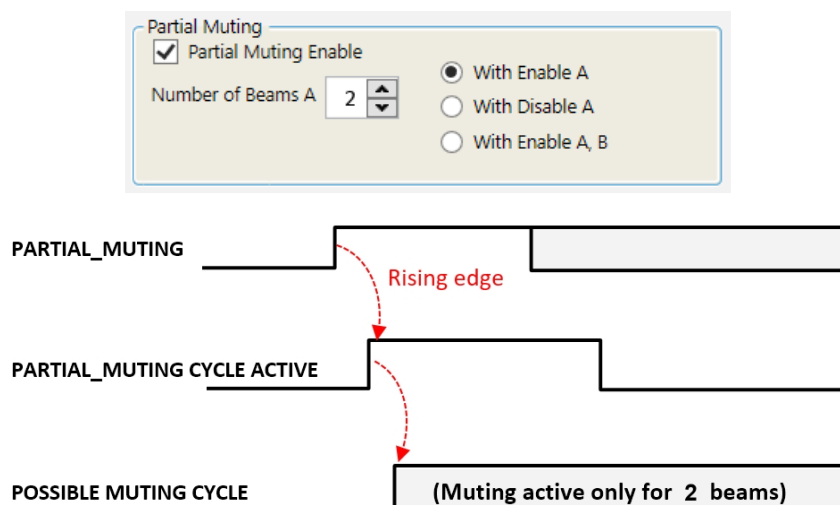 Partial Muting
Partial Muting Enable
Number of Beams A 2
With Enable A
With Disable A
With Enable A, B
PARTIAL_MUTING
Rising edge
PARTIAL_MUTING CYCLE ACTIVE
POSSIBLE MUTING CYCLE
(Muting active only for 2 beams)